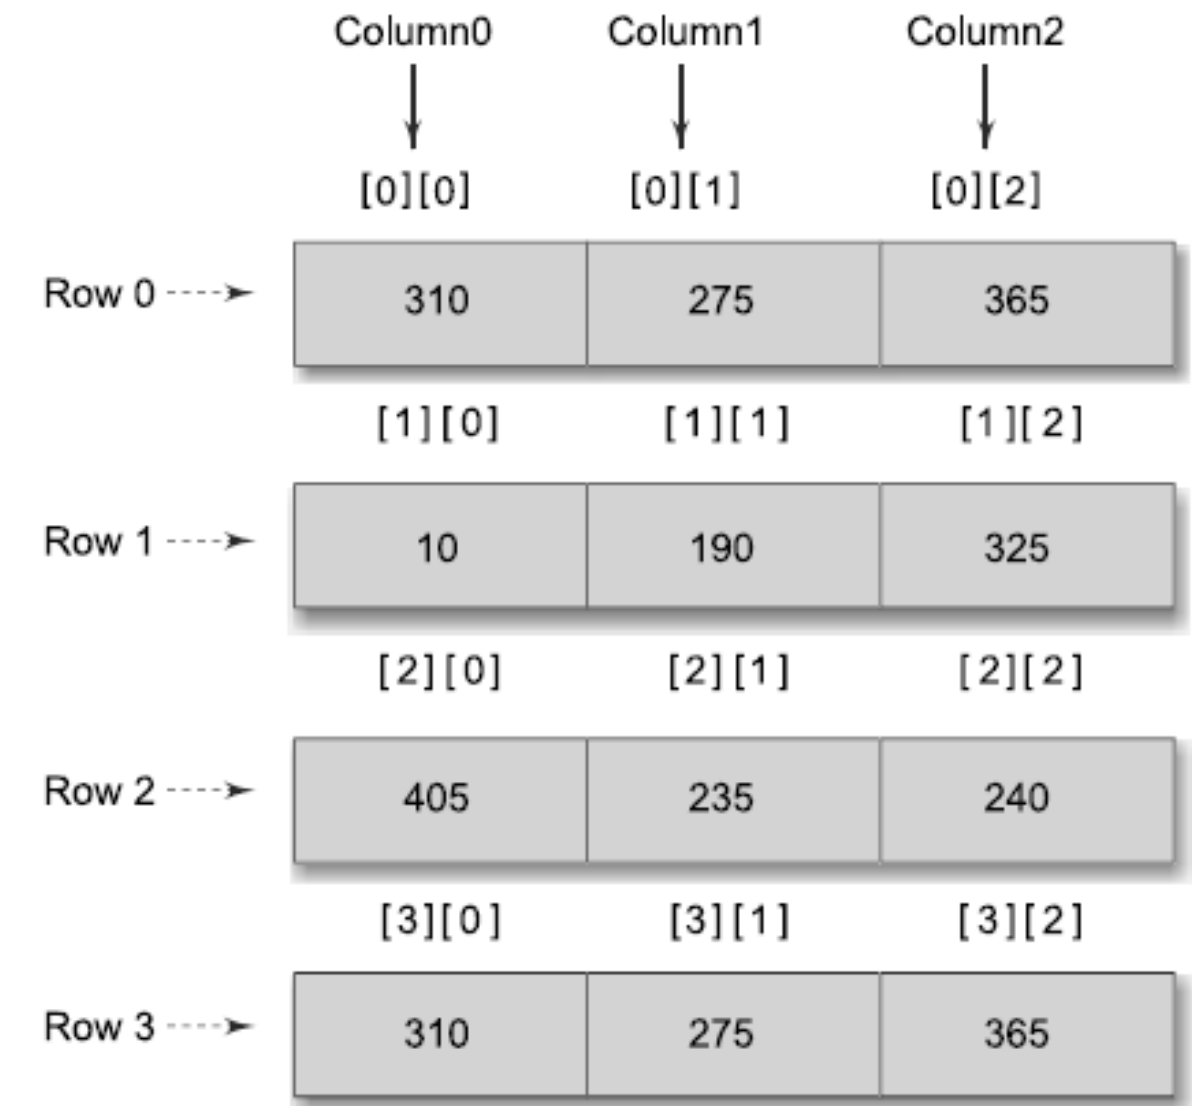 Column0 Column1 Column2
[0][0] [0][1] [0][2]
Row 0 310 275 365
[1][0] [1][1] [1][2]
Row 1 10 190 325
[2][0] [2][1] [2][2]
Row 2 405 235 240
[3][0] [3][1] [3][2]
Row 3 310 275 365